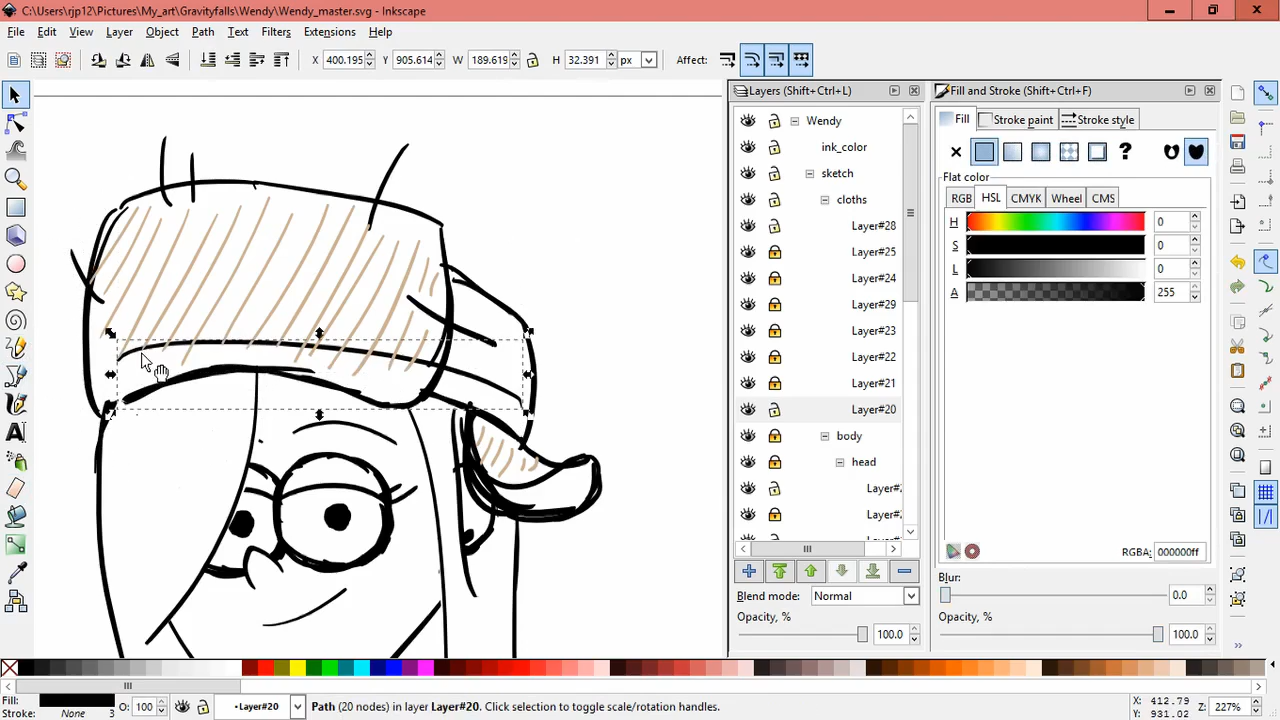 C:\Users\rjp12\Pictures\My_art\Gravityfalls\Wendy\Wendy_master.svg - Inkscape
File Edit View Layer Object Path Text Filters Extensions Help
X 400.195 Y 905.614 W 189.619 H 32.391 px Affect:
Layers (Shift+Ctrl+L)
Wendy
ink_color
sketch
cloths
Layer#28
Layer#25
Layer#24
Layer#29
Layer#23
Layer#22
Layer#21
Layer#20
body
head
Layer#
Layer#
Blend mode: Normal
Opacity, %
100.0
Fill and Stroke (Shift+Ctrl+F)
Fill Stroke paint Stroke style
?
Flat color
RGB HSL CMYK Wheel CMS
H 0
S 0
L 0
A 255
RGBA: 000000ff
Blur:
0.0
Opacity, %
100.0
Fill:
Stroke: None 3
O: 100
•Layer#20
Path (20 nodes) in layer Layer#20. Click selection to toggle scale/rotation handles.
X: 412.79
Y: 931.02
Z: 227%